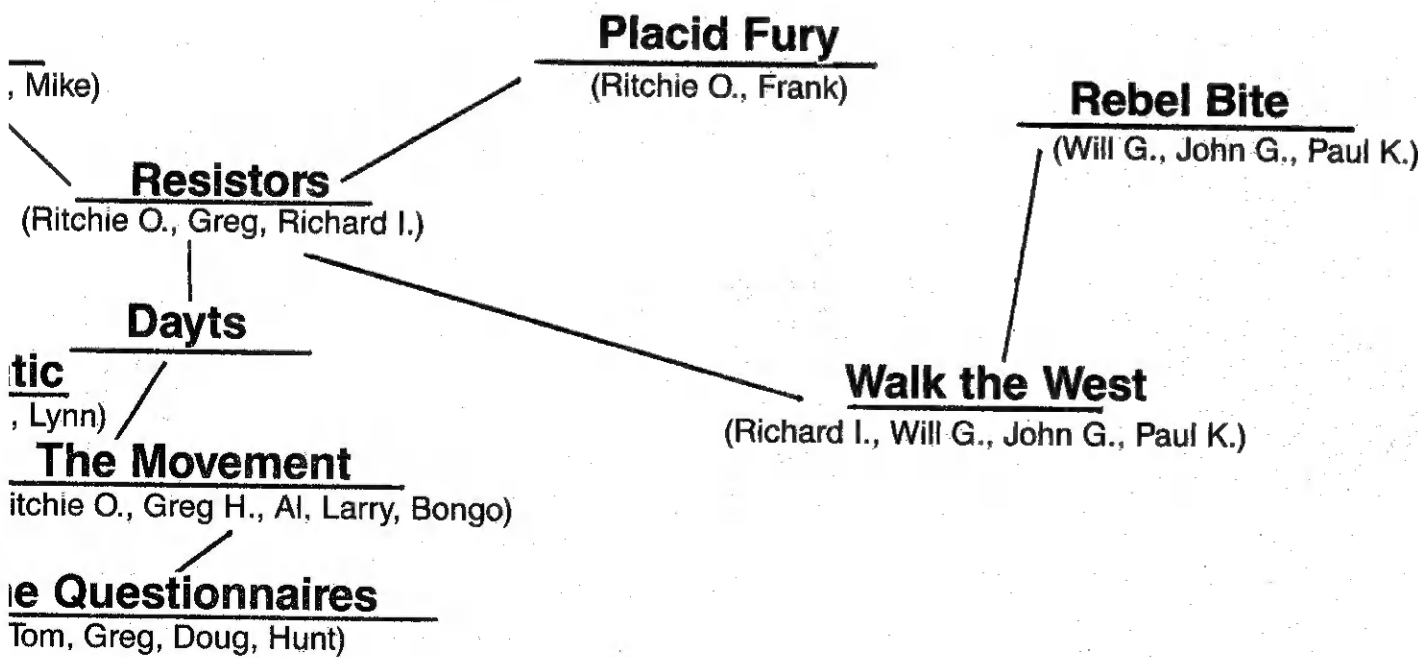 Placid Fury
(Ritchie O., Frank)
, Mike)
Rebel Bite
(Will G., John G., Paul K.)
Resistors
(Ritchie O., Greg, Richard I.)
Dayts
tic
, Lynn)
Walk the West
(Richard I., Will G., John G., Paul K.)
The Movement
itchie O., Greg H., Al, Larry, Bongo)
e Questionnaires
Tom, Greg, Doug, Hunt)